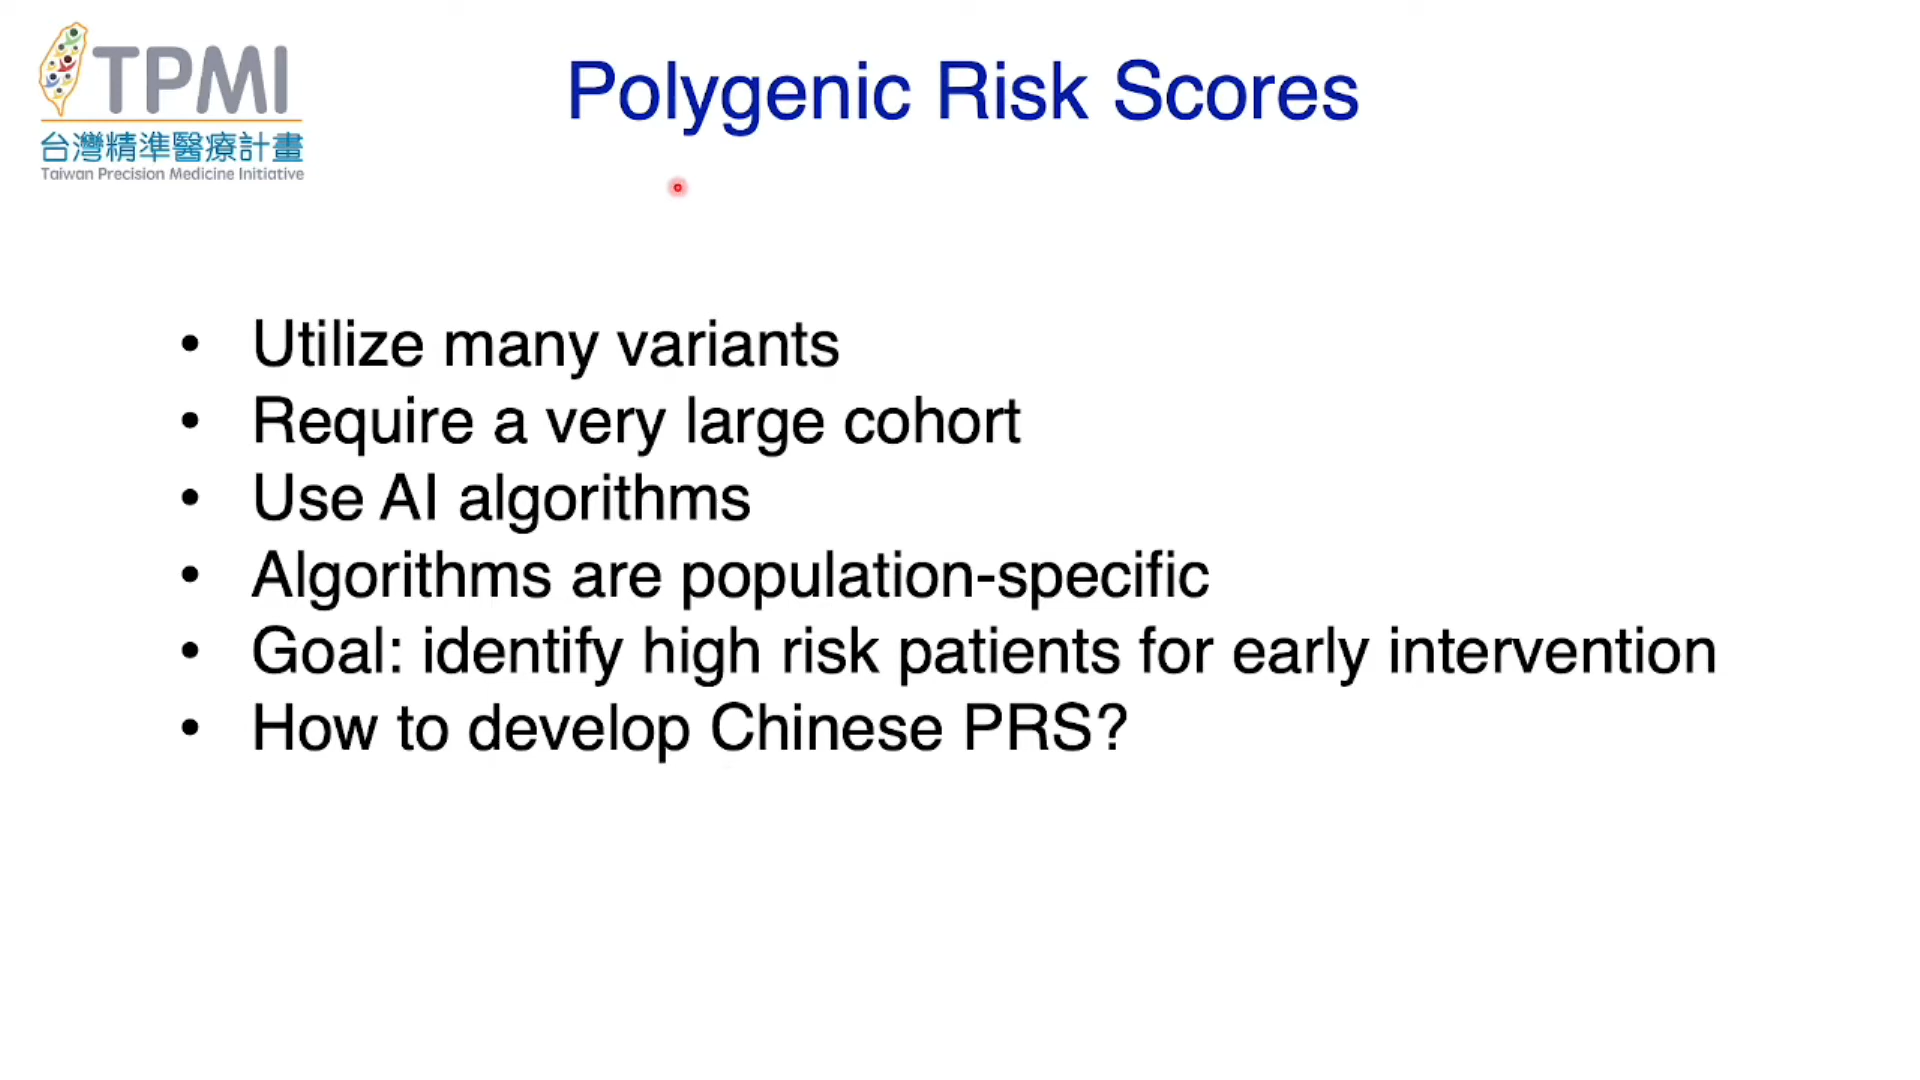 TPMI
台灣精準醫療計畫
Taiwan Precision Medicine Initiative
Polygenic Risk Scores
• Utilize many variants
• Require a very large cohort
• Use AI algorithms
• Algorithms are population-specific
• Goal: identify high risk patients for early intervention
• How to develop Chinese PRS?